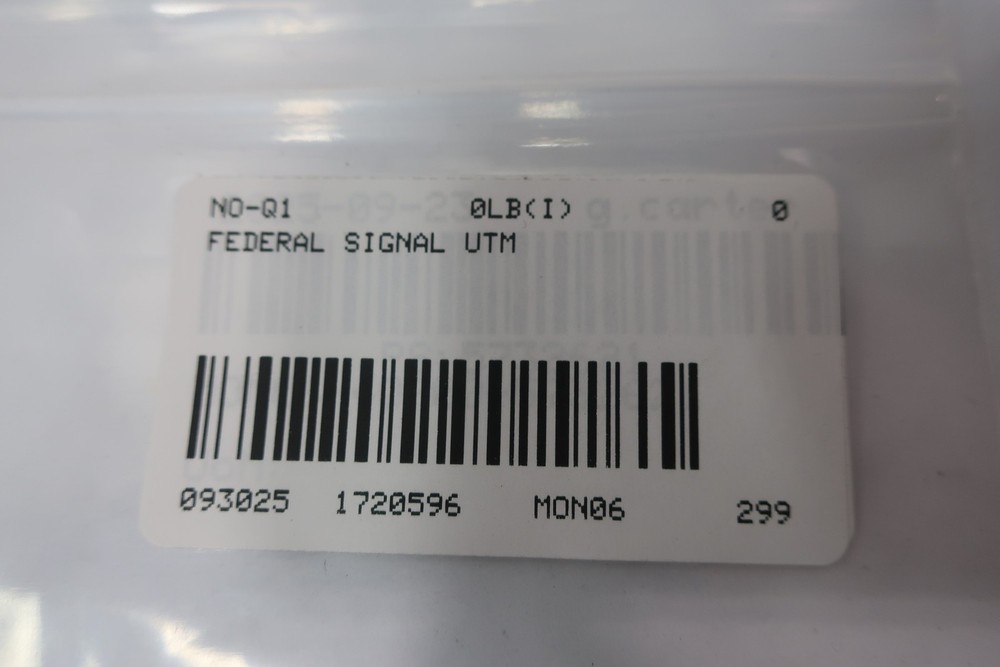 NO-Q1 0LB(I) 0
FEDERAL SIGNAL UTM
093025 1720596 MON06 299